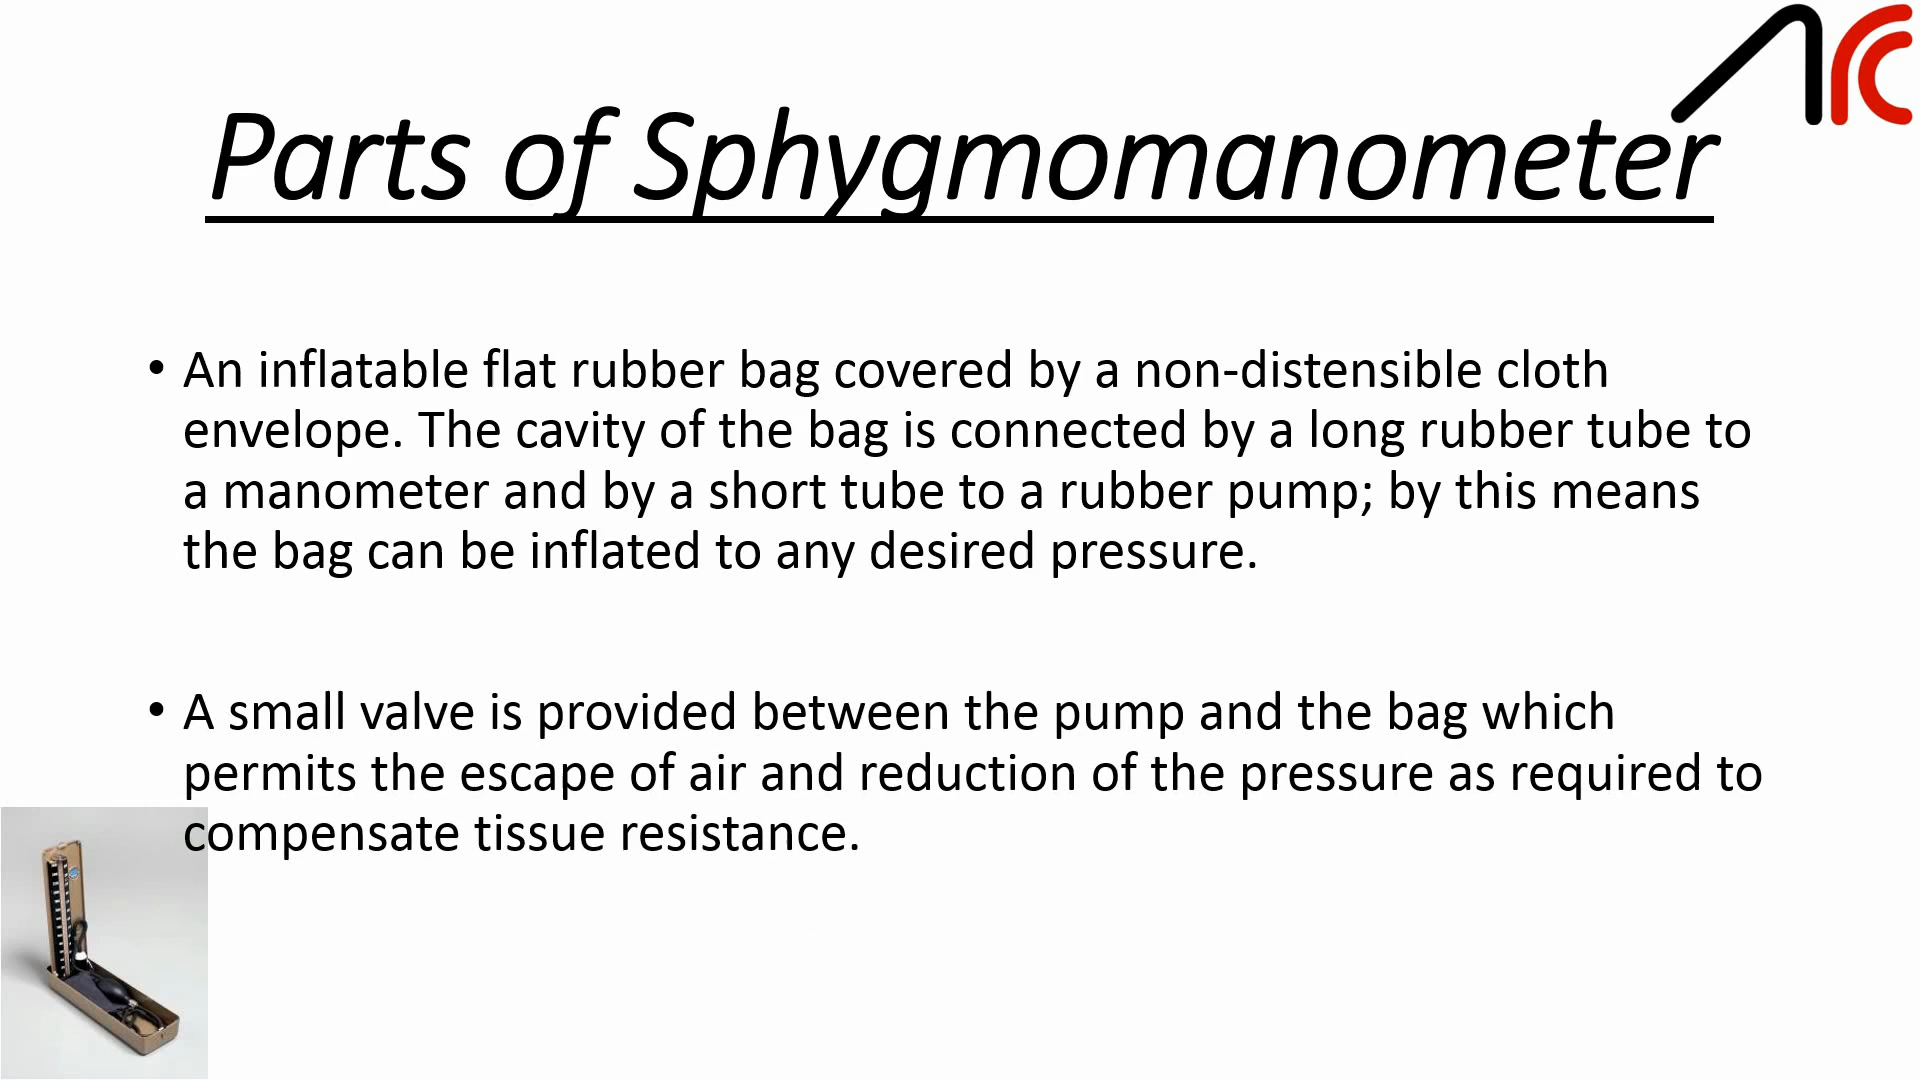 Arc
Parts of Sphygmomanometer
• An inflatable flat rubber bag covered by a non-distensible cloth
envelope. The cavity of the bag is connected by a long rubber tube to
a manometer and by a short tube to a rubber pump; by this means
the bag can be inflated to any desired pressure.
• A small valve is provided between the pump and the bag which
permits the escape of air and reduction of the pressure as required to
compensate tissue resistance.